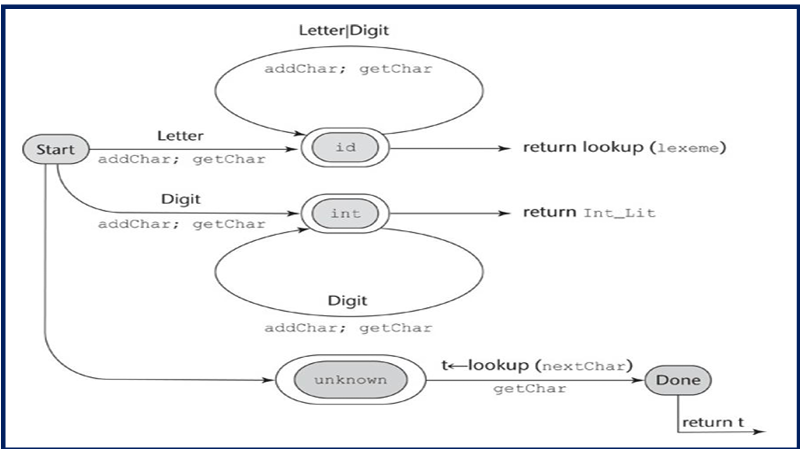 Letter|Digit
addChar; getChar
Start
Letter
addChar; getChar
id
return lookup (lexeme)
Digit
addChar; getChar
int
return Int_Lit
Digit
addChar; getChar
unknown
t←lookup (nextChar)
getChar
Done
return t